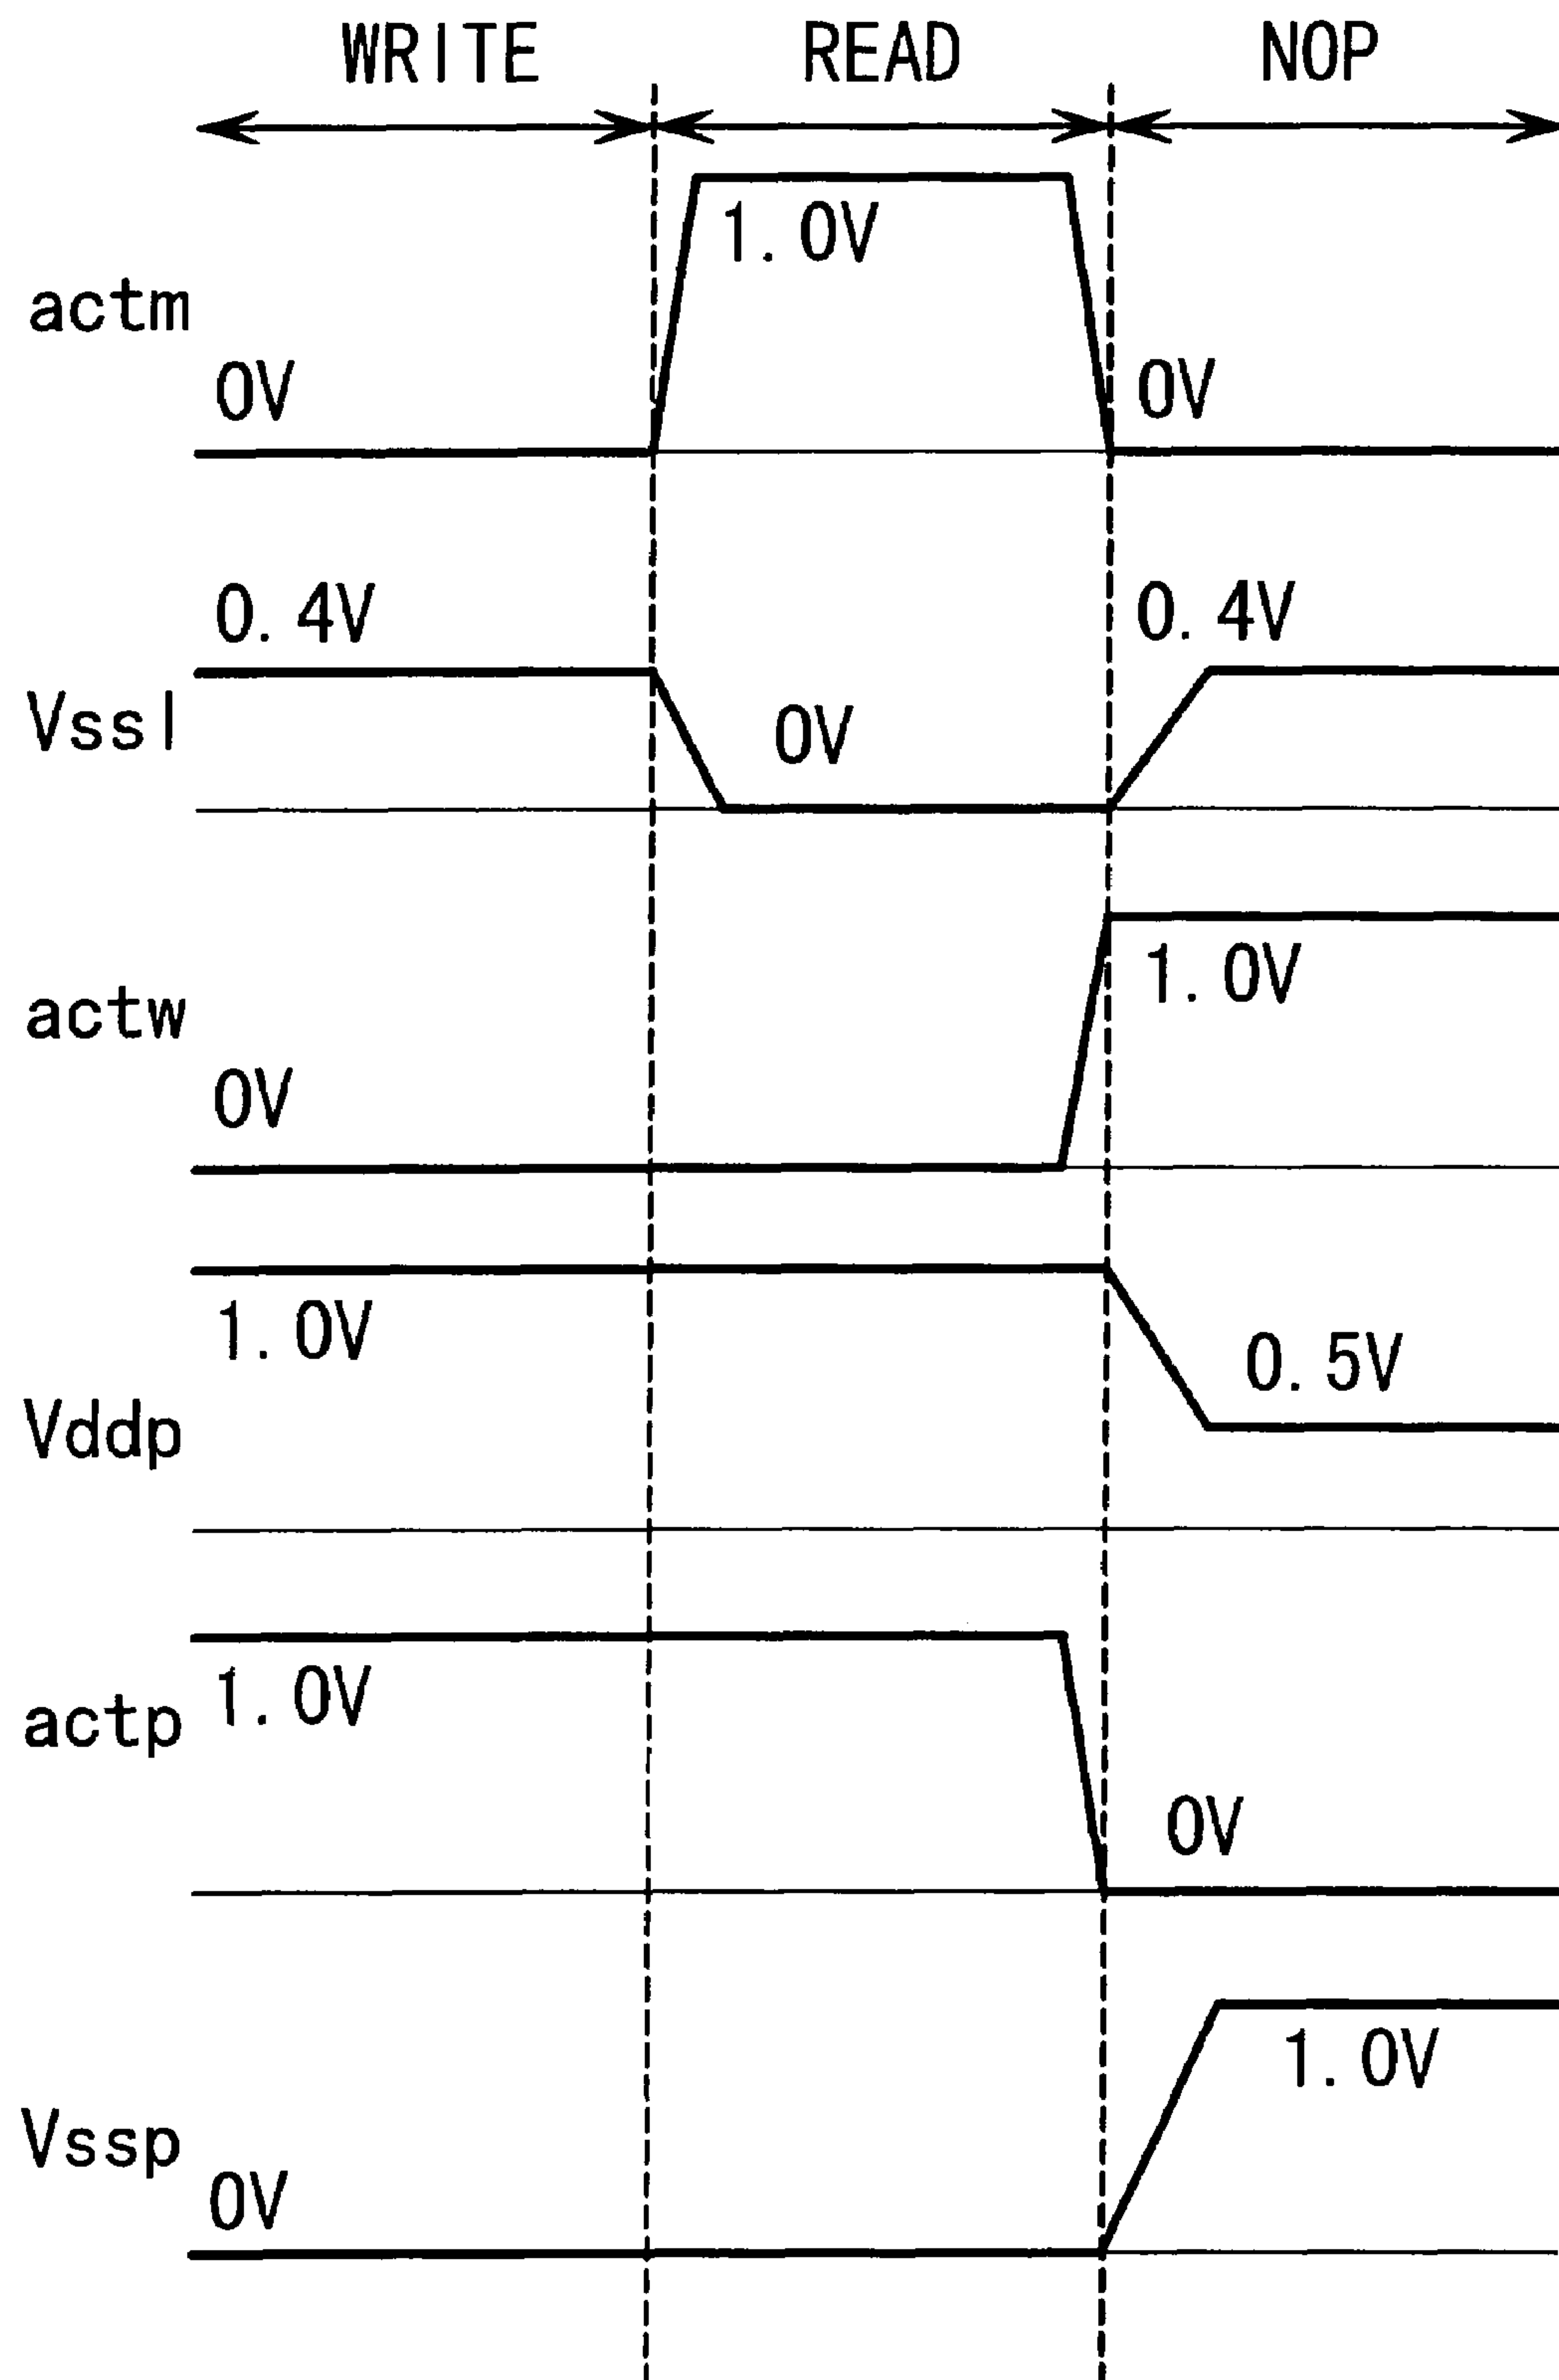 WRITE READ NOP
1.0V
actm
0V 0V
0.4V 0.4V
Vssl 0V
1.0V
actw
0V
1.0V
0.5V
Vddp
1.0V
actp
0V
1.0V
Vssp
0V